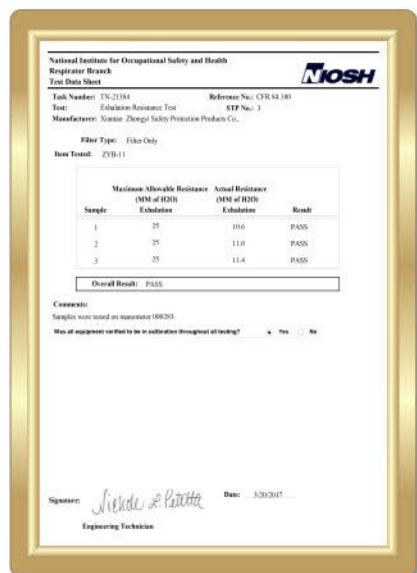 National Institute for Occupational Safety and Health
Respirator Branch
Test Data Sheet
NIOSH
Task Number: TN-21384 Reference No.: CFR 84.180
Test: Exhalation Resistance Test STP No.: 3
Manufacturer: Xiantao Zhongyi Safety Protection Products Co.,
Filter Type: Filter Only
Item Tested: ZYB-11
Maximum Allowable Resistance Actual Resistance
(MM of H2O) (MM of H2O)
Sample Exhalation Exhalation Result
1 25 10.6 PASS
2 25 11.0 PASS
3 25 11.4 PASS
Overall Result: PASS
Comments:
Samples were tested on manometer 000283
Was all equipment verified to be in calibration throughout all testing? Yes No
Signature: Date: 3/20/2017
Engineering Technician